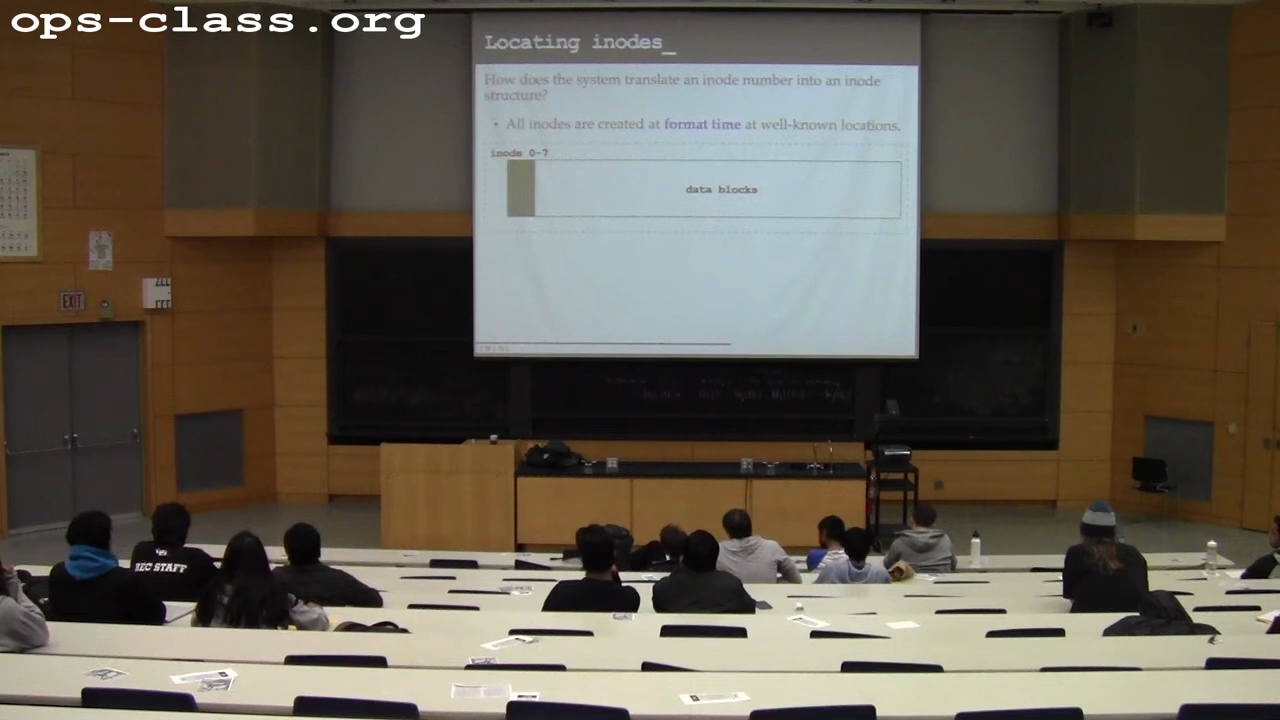 ops-class.org
Locating inodes_
How does the system translate an inode number into an inode
structure?
• All inodes are created at format time at well-known locations.
inode 0-7
data blocks
EXIT
REC STAFF